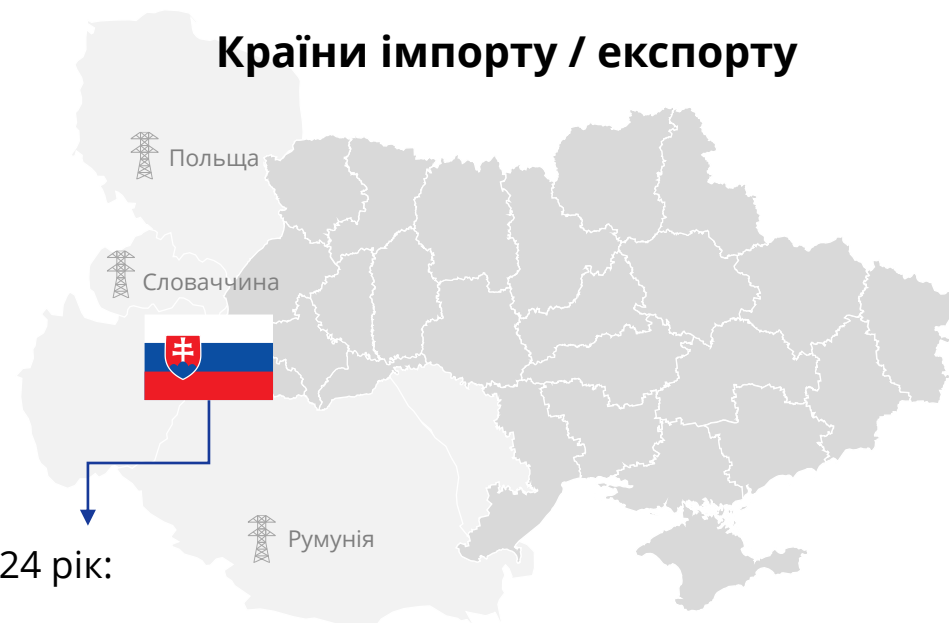 Країни імпорту / експорту
Польща
Словаччина
Румунія
24 рік: